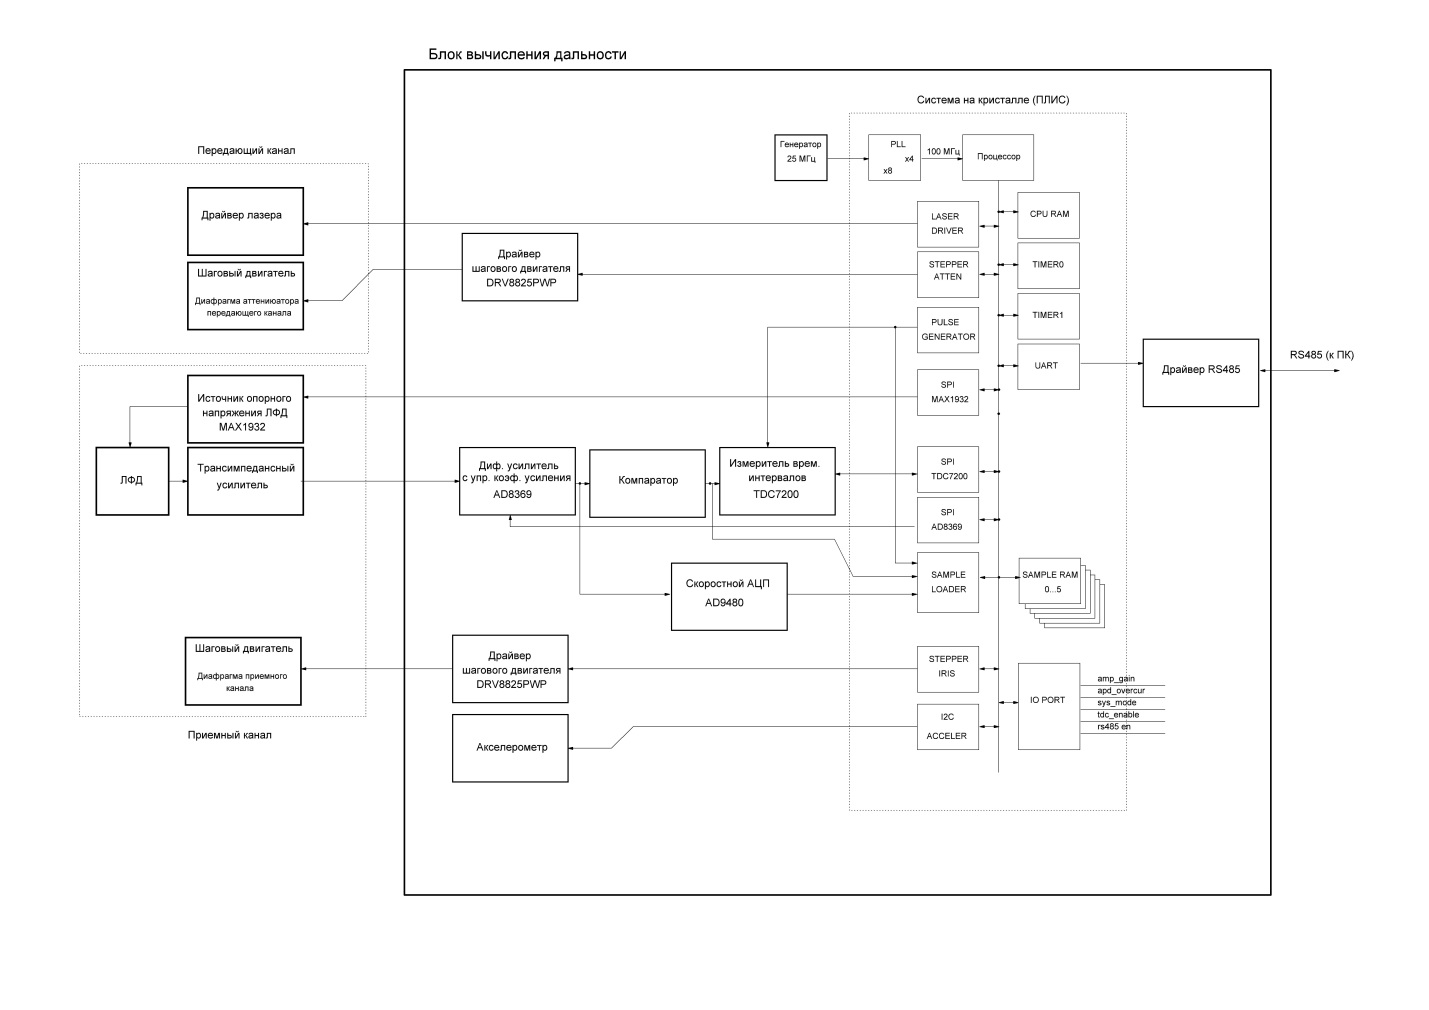 Блок вычисления дальности
Система на кристалле (ПЛИС)
Генератор
25 МГц
PLL
x4
x8
100 МГц
Процессор
Передающий канал
Драйвер лазера
Шаговый двигатель
Диафрагма аттениюатора
передающего канала
Драйвер
шагового двигателя
DRV8825PWP
LASER
DRIVER
STEPPER
ATTEN
PULSE
GENERATOR
SPI
MAX1932
CPU RAM
TIMER0
TIMER1
UART
Драйвер RS485
RS485 (к ПК)
Источник опорного
напряжения ЛФД
MAX1932
ЛФД
Трансимпедансный
усилитель
Диф. усилитель
с упр. коэф. усиления
AD8369
Компаратор
Измеритель врем.
интервалов
TDC7200
SPI
TDC7200
SPI
AD8369
Скоростной АЦП
AD9480
SAMPLE
LOADER
SAMPLE RAM
0...5
Шаговый двигатель
Диафрагма приемного
канала
Приемный канал
Драйвер
шагового двигателя
DRV8825PWP
STEPPER
IRIS
Акселерометр
I2C
ACCELER
IO PORT
amp_gain
apd_overcur
sys_mode
tdc_enable
rs485 en